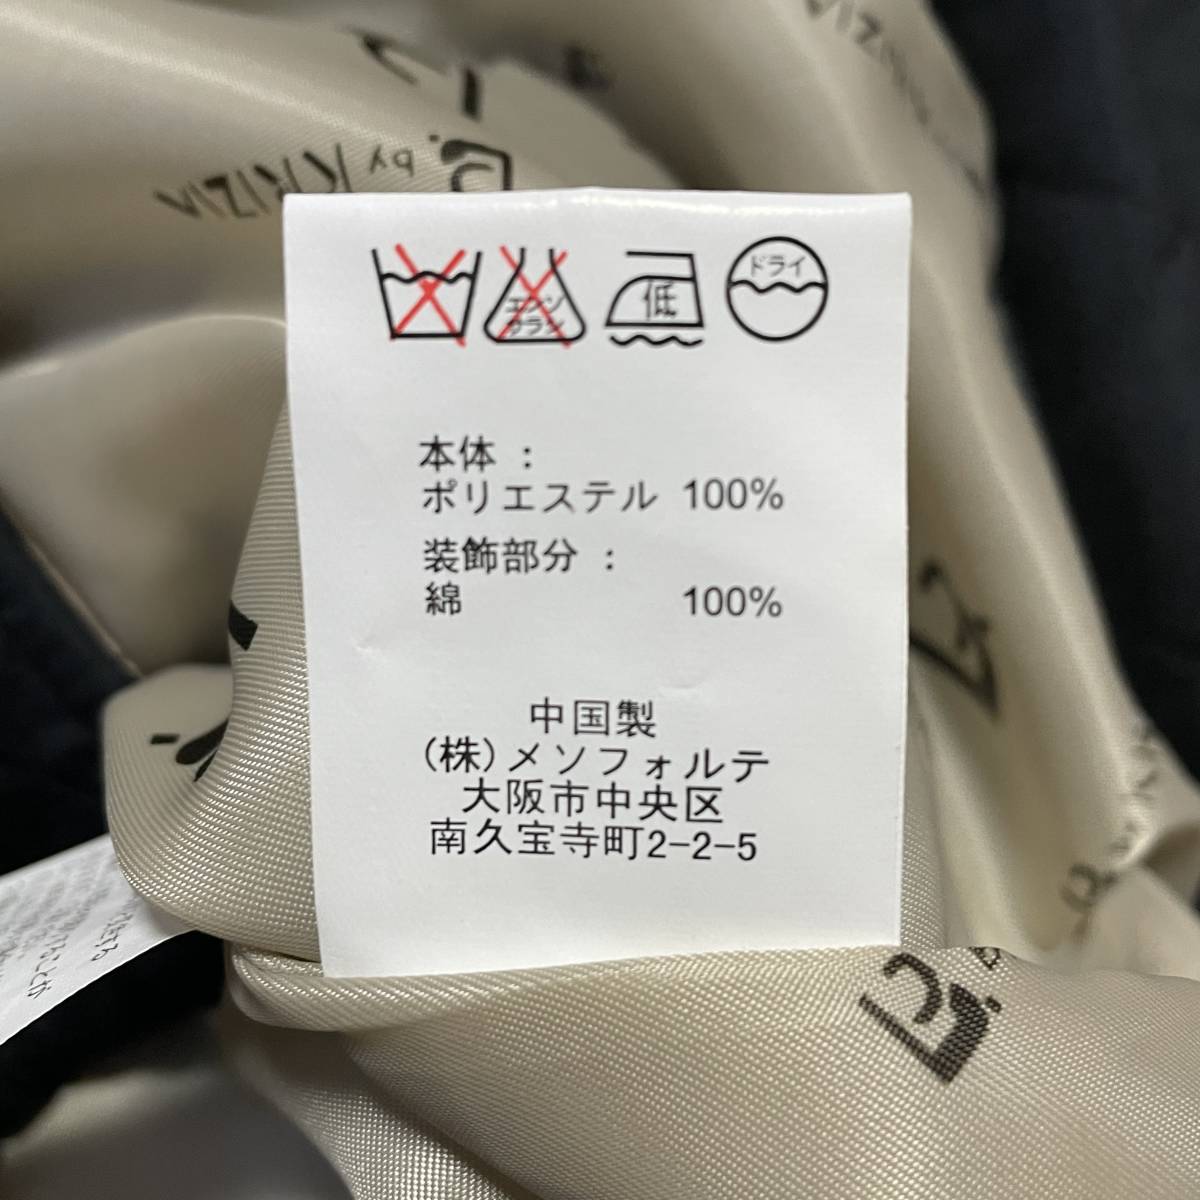 by KRIZIA
エンソ
サラシ
低
ドライ
本体：
ポリエステル 100%
装飾部分：
綿 100%
中国製
(株)メソフォルテ
大阪市中央区
南久宝寺町2-2-5